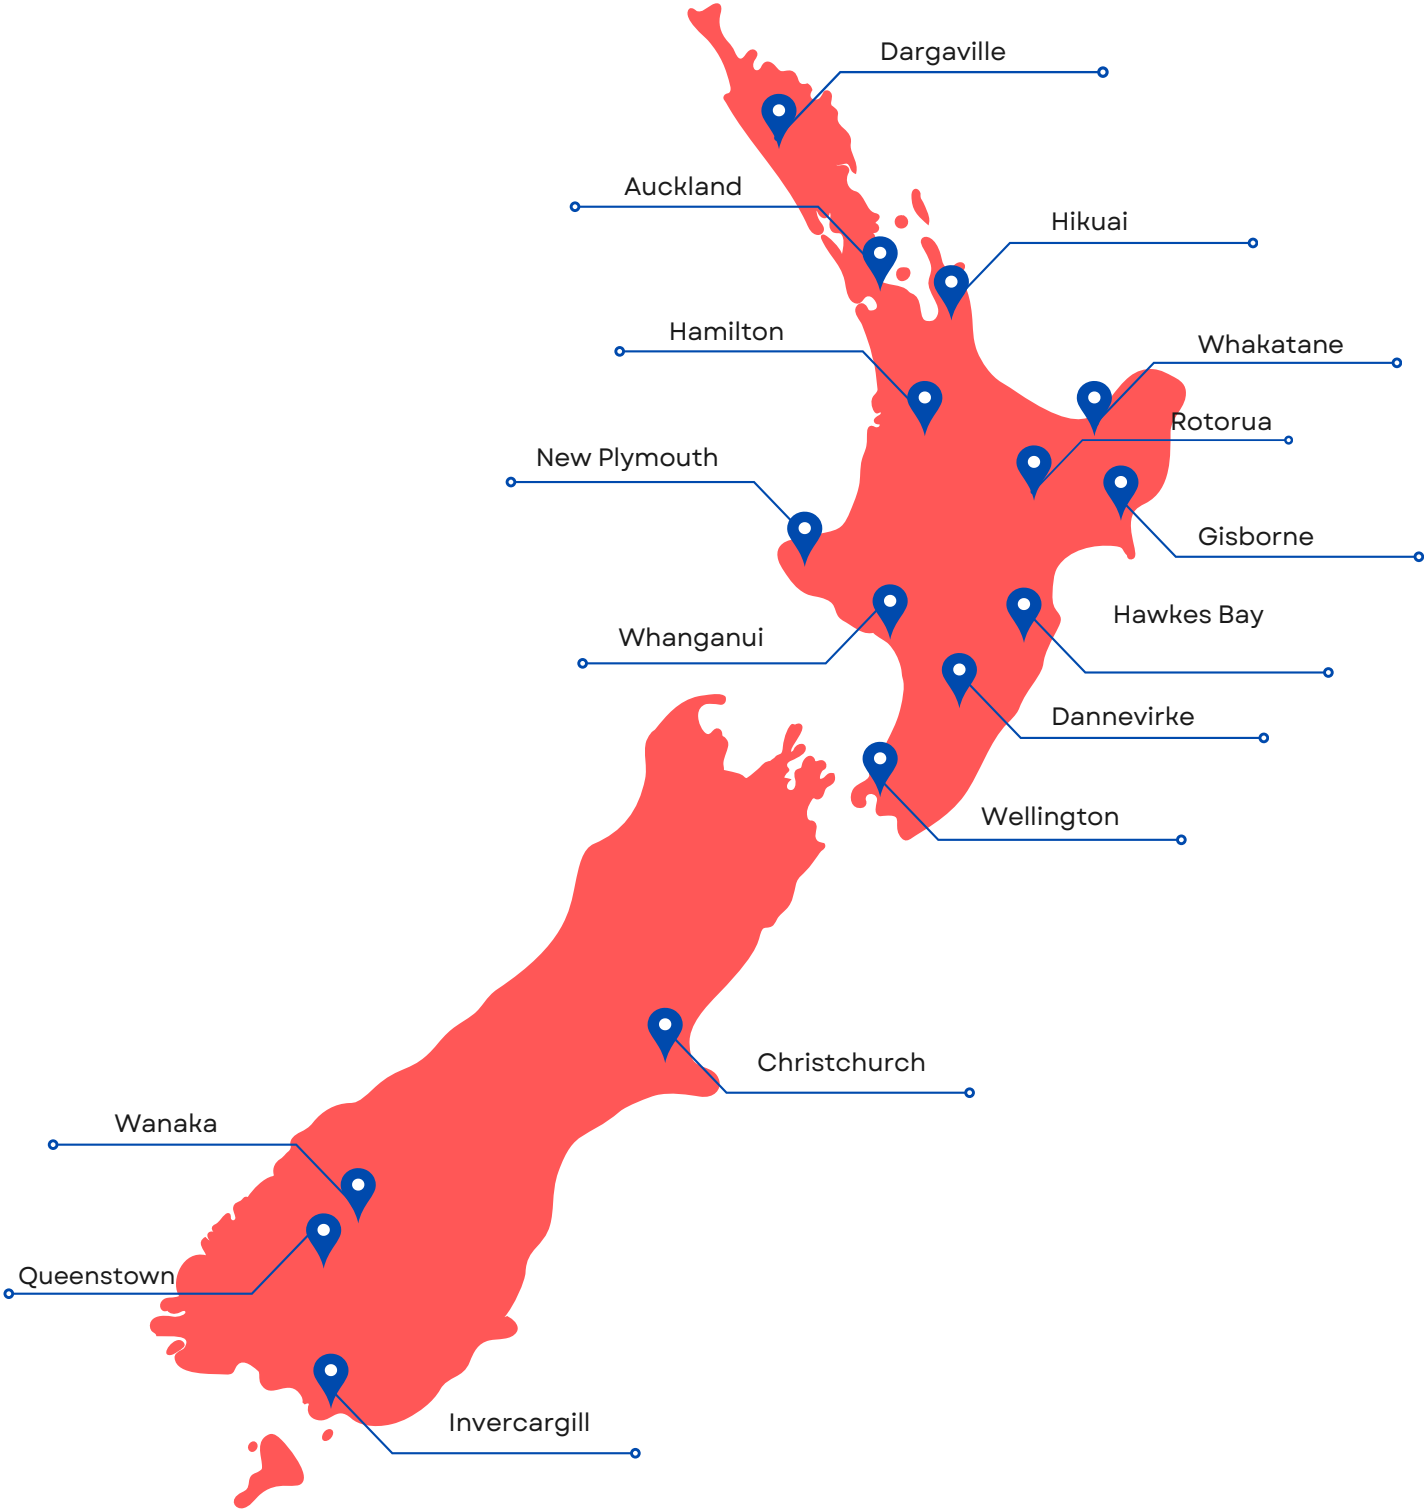 Dargaville
Auckland
Hikuai
Hamilton
Whakatane
Rotorua
New Plymouth
Gisborne
Hawkes Bay
Whanganui
Dannevirke
Wellington
Christchurch
Wanaka
Queenstown
Invercargill